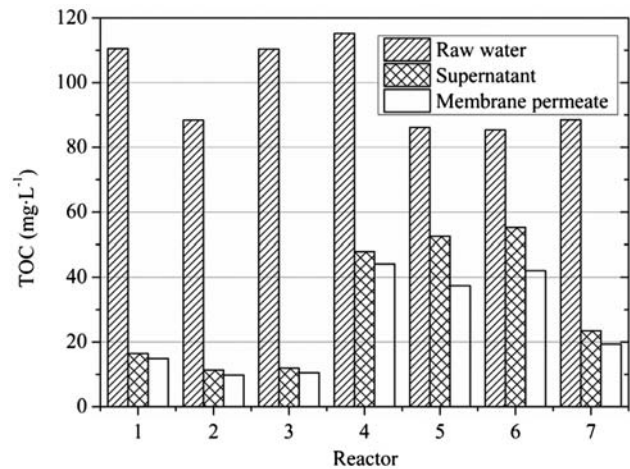 120
100
80
60
40
20
0
TOC (mg·L⁻¹)
Raw water
Supernatant
Membrane permeate
1 2 3 4 5 6 7
Reactor